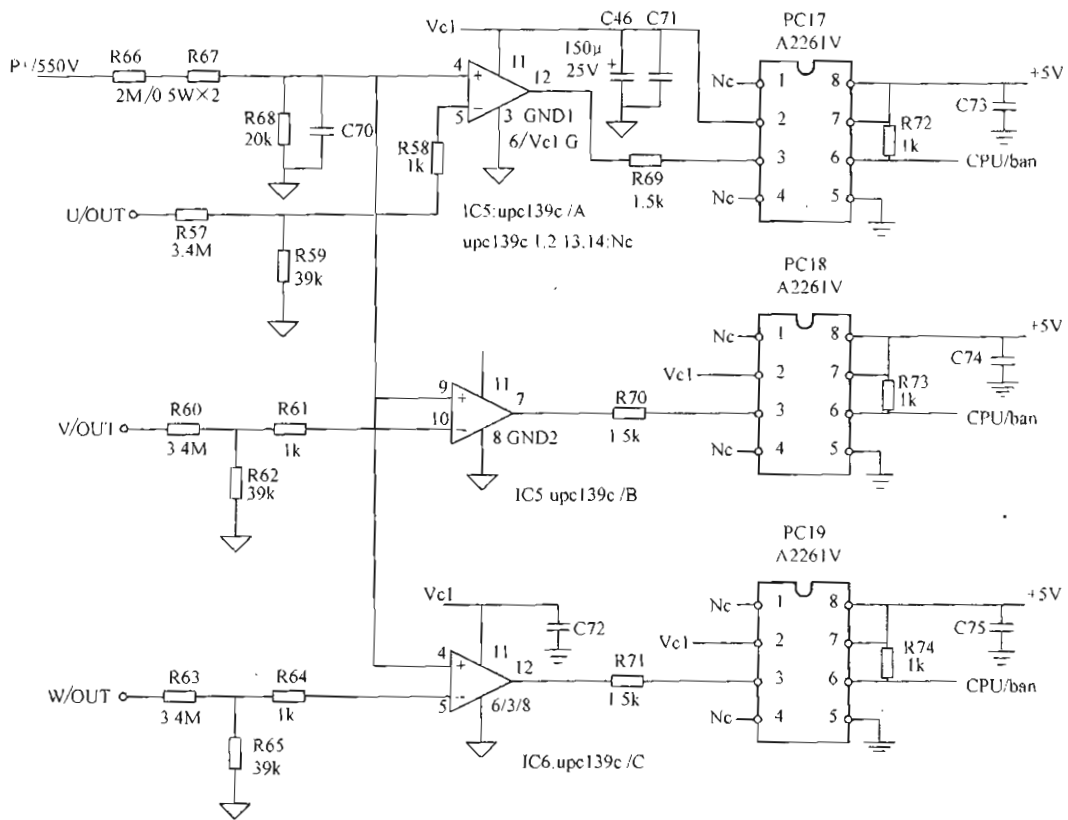 Vc1
C46
C71
PC17
A2261V
R66
R67
150μ
25V
+
P+/550V
4
+
11
12
Nc
1
8
+5V
2M/0 5W×2
−
5
3
GND1
C73
R68
20k
C70
R58
1k
6/Vc1 G
2
7
R72
1k
R69
1.5k
3
6
CPU/ban
Nc
4
5
U/OUT
R57
3.4M
IC5:upc139c /A
R59
39k
upc139c 1,2 13,14:Nc
PC18
A2261V
Nc
1
8
+5V
C74
9
+
11
7
Vc1
2
7
R73
1k
R60
R61
10
−
R70
3
6
V/OUT
3 4M
1k
8
GND2
1 5k
CPU/ban
Nc
4
5
R62
39k
IC5 upc139c /B
PC19
A2261V
Vc1
Nc
1
8
+5V
C72
C75
4
+
11
12
Vc1
2
7
R74
1k
R63
R64
R71
3
6
W/OUT
3 4M
1k
5
−
6/3/8
1 5k
CPU/ban
Nc
4
5
R65
39k
IC6.upc139c /C